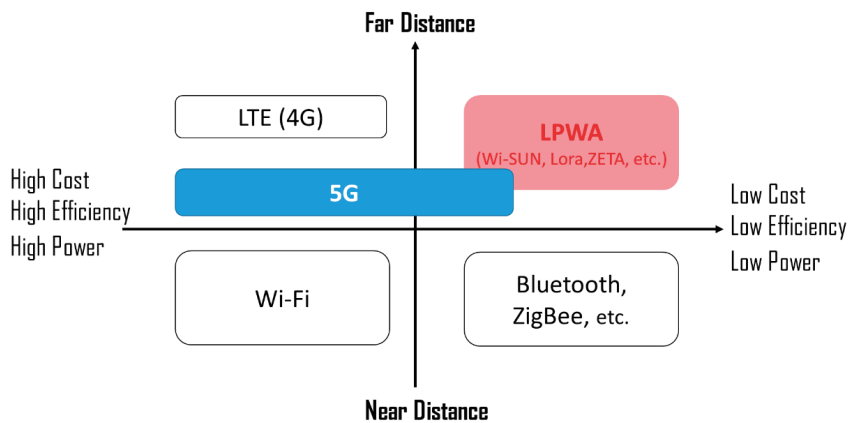 Far Distance
LTE (4G)
LPWA
(Wi-SUN, Lora,ZETA, etc.)
5G
High Cost
High Efficiency
High Power
Low Cost
Low Efficiency
Low Power
Wi-Fi
Bluetooth,
ZigBee, etc.
Near Distance